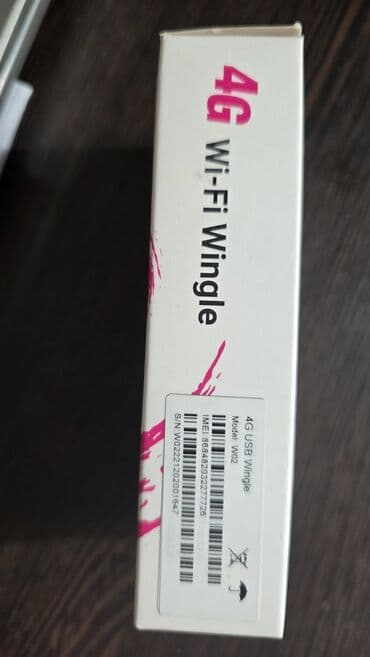 4G Wi-Fi Wingle
4G USB Wingle
Model: W02
IMEI: 868482032277726
S/N: W02221202001647